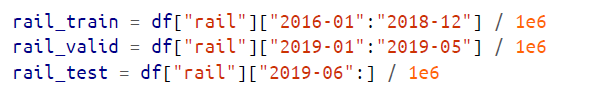 rail_train = df["rail"]["2016-01":"2018-12"] / 1e6
rail_valid = df["rail"]["2019-01":"2019-05"] / 1e6
rail_test = df["rail"]["2019-06":] / 1e6